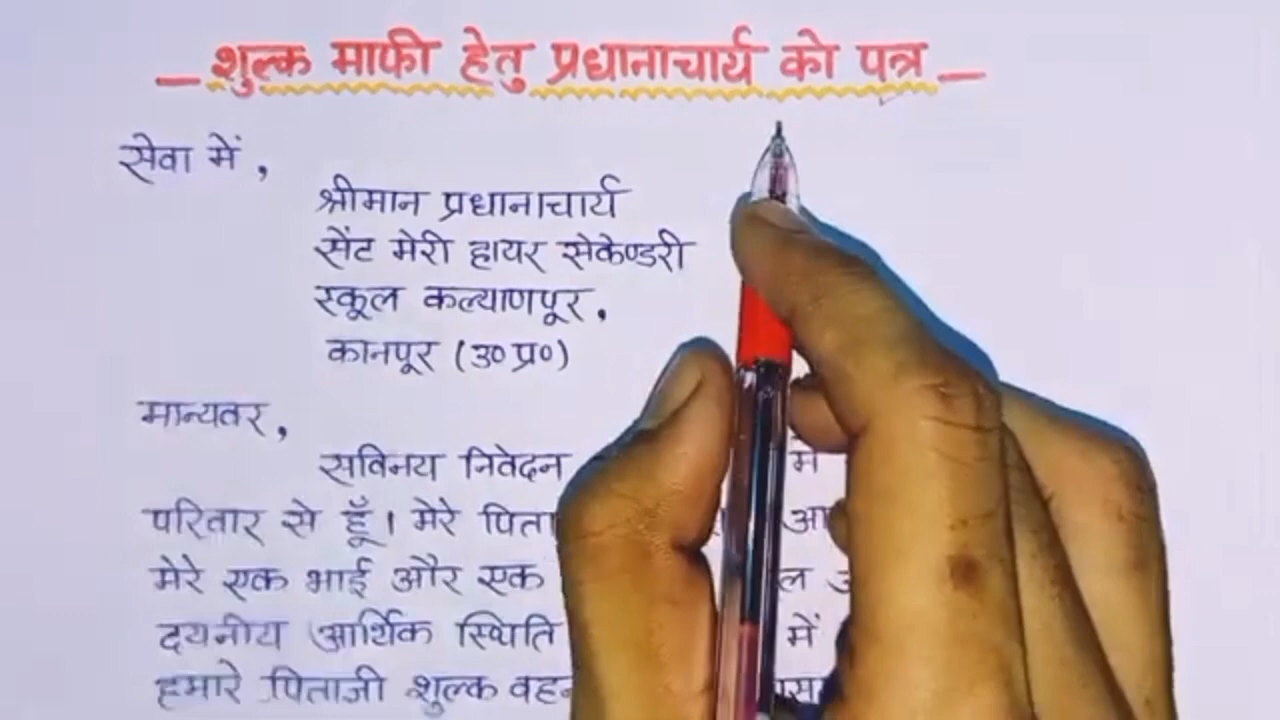 शुल्क माफी हेतु प्रधानाचार्य को पत्र
सेवा में ,
श्रीमान प्रधानाचार्य
सेंट मेरी हायर सेकेण्डरी
स्कूल कल्याणपूर ,
कानपूर (उ० प्र०)
मान्यवर ,
सविनय निवेदन
परिवार से हूँ । मेरे पिता
मेरे एक भाई और एक
दयनीय आर्थिक स्थिति में
हमारे पिताजी शुल्क